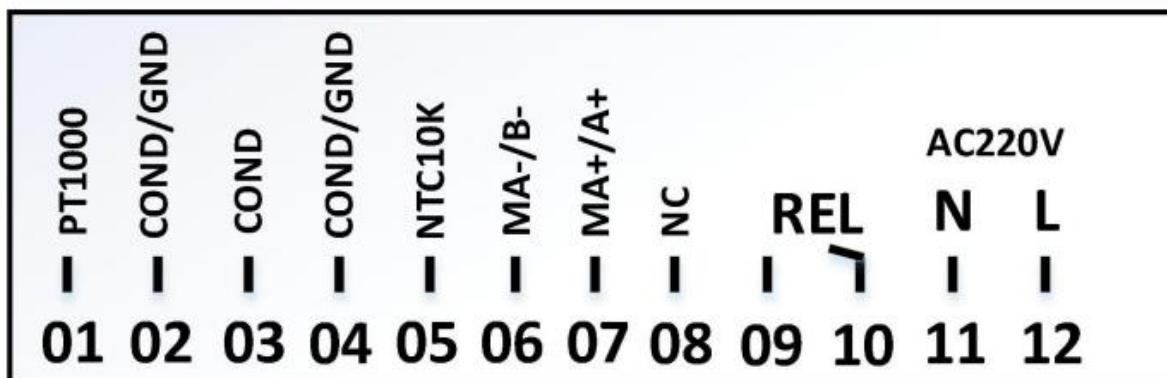 PT1000
COND/GND
COND
COND/GND
NTC10K
MA-/B-
MA+/A+
NC
REL
AC220V
N L
01 02 03 04 05 06 07 08 09 10 11 12